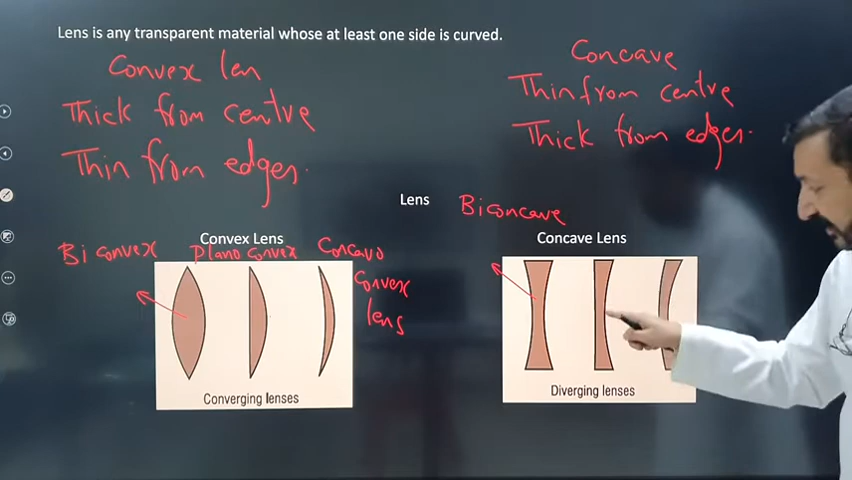 Lens is any transparent material whose at least one side is curved.
Convex len
Thick from centre
Thin from edges.
Concave
Thin from centre
Thick from edges.
Lens
Biconcave
Convex Lens
Concave Lens
Bi convex
Plano convex
Concavo
convex
lens
Converging lenses
Diverging lenses